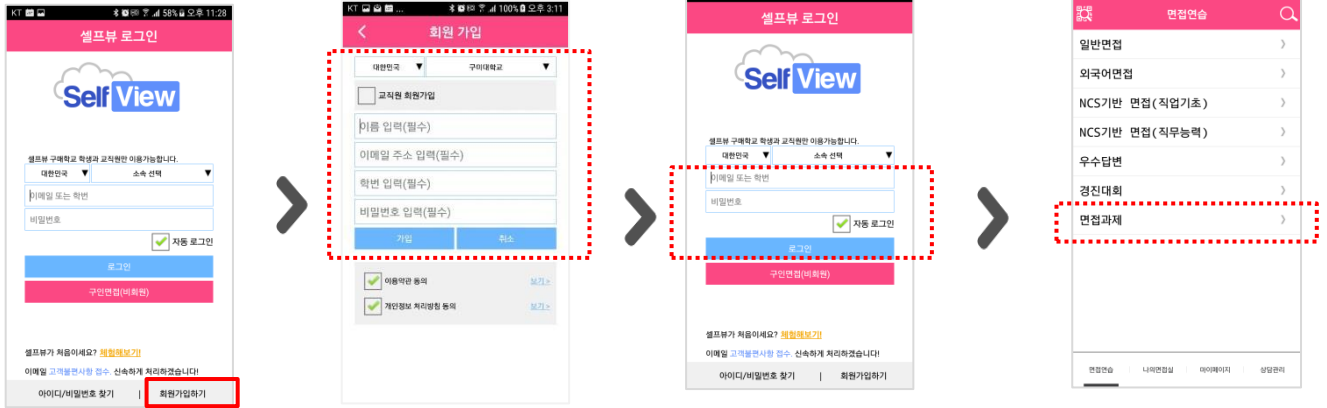 KT 58% 오후 11:28
셀프뷰 로그인
Self View
셀프뷰 구매학교 학생과 교직원만 이용가능합니다.
대한민국 ▼ 소속 선택 ▼
이메일 또는 학번
비밀번호
자동 로그인
로그인
구인면접(비회원)
셀프뷰가 처음이세요? 체험해보기!
이메일 고객불편사항 접수. 신속하게 처리하겠습니다!
아이디/비밀번호 찾기 | 회원가입하기
KT ... 100% 오후 3:11
회원 가입
대한민국 ▼ 구미대학교 ▼
교직원 회원가입
이름 입력(필수)
이메일 주소 입력(필수)
학번 입력(필수)
비밀번호 입력(필수)
가입 취소
이용약관 동의 보기 >
개인정보 처리방침 동의 보기 >
셀프뷰 로그인
Self View
셀프뷰 구매학교 학생과 교직원만 이용가능합니다.
대한민국 ▼ 소속 선택 ▼
이메일 또는 학번
비밀번호
자동 로그인
로그인
구인면접(비회원)
셀프뷰가 처음이세요? 체험해보기!
이메일 고객불편사항 접수. 신속하게 처리하겠습니다!
아이디/비밀번호 찾기 | 회원가입하기
면접연습
일반면접
외국어면접
NCS기반 면접(직업기초)
NCS기반 면접(직무능력)
우수답변
경진대회
면접과제
면접연습 나의면접실 마이페이지 상담관리